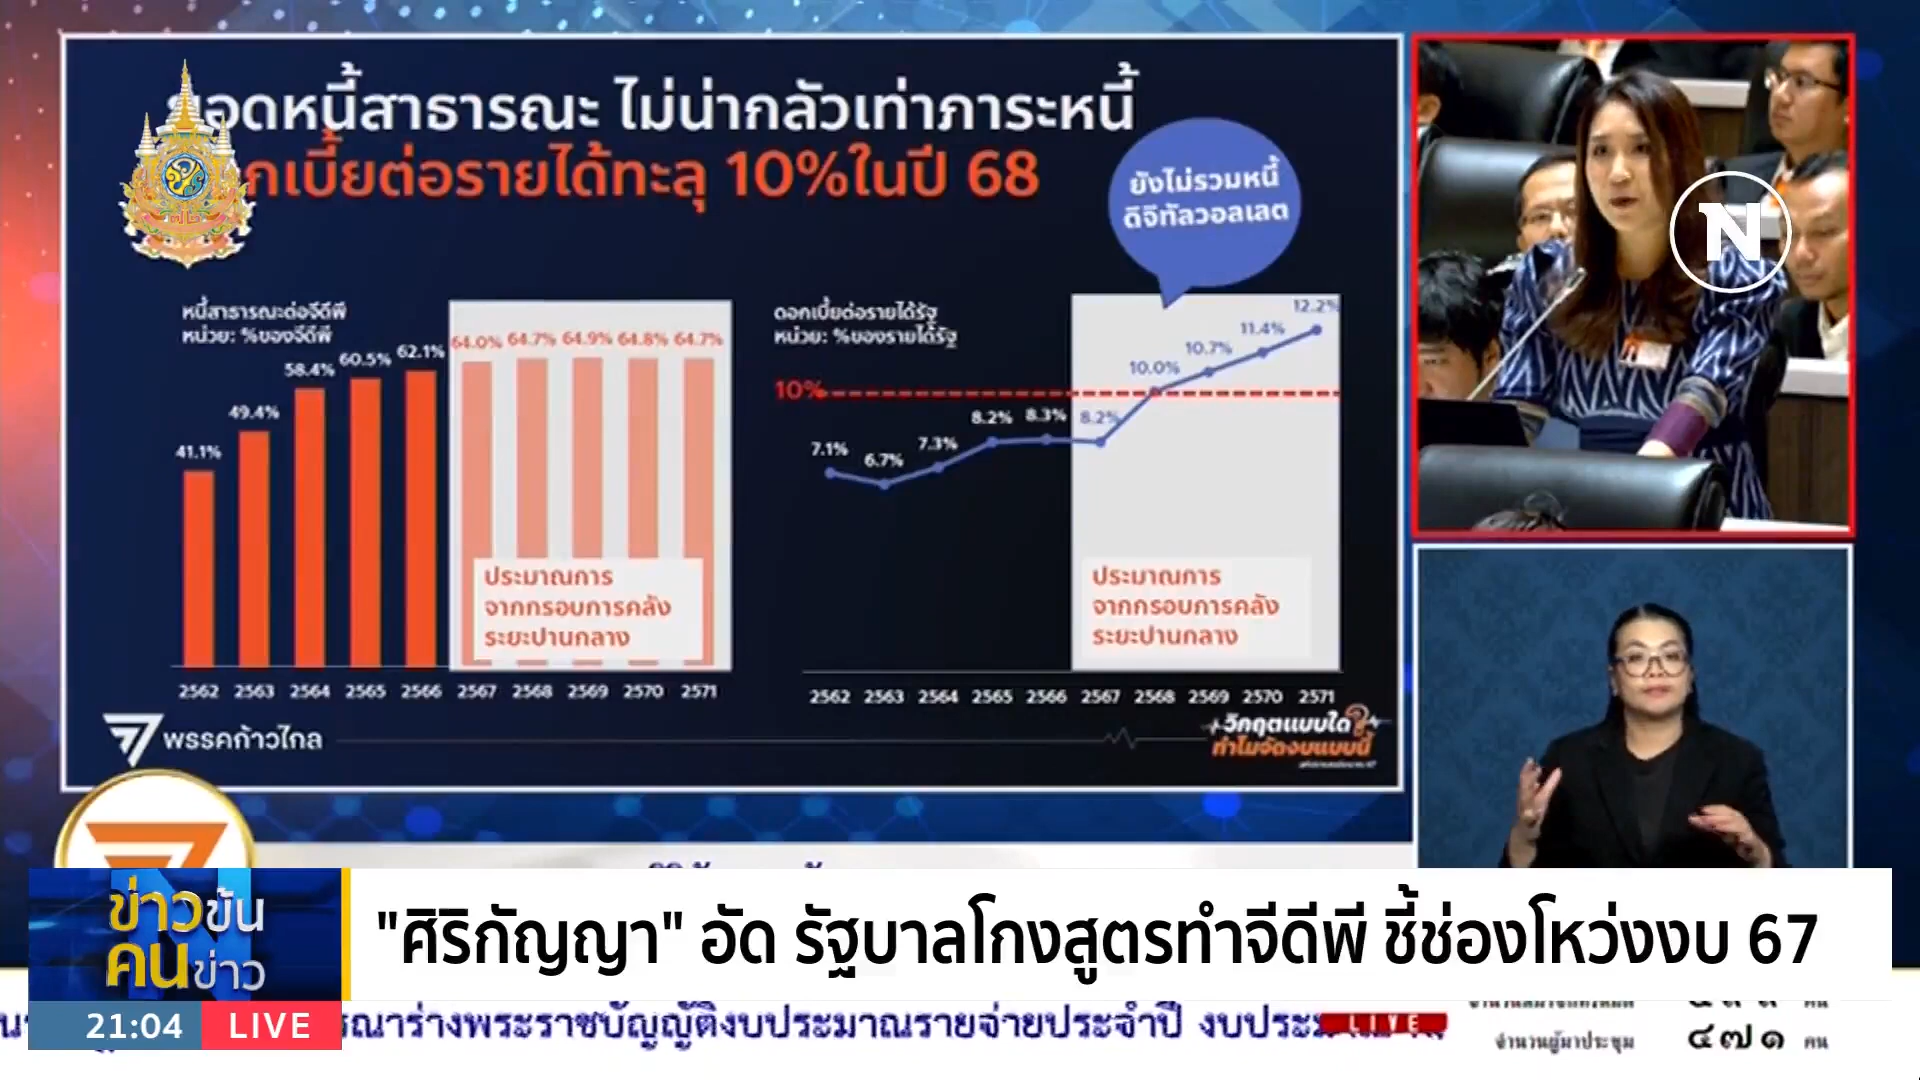 ยอดหนี้สาธารณะ ไม่น่ากลัวเท่าภาระหนี้
กเบี้ยต่อรายได้ทะลุ 10%ในปี 68
ยังไม่รวมหนี้
ดิจิทัลวอลเลต
หนี้สาธารณะต่อจีดีพี
หน่วย: %ของจีดีพี
41.1%
49.4%
58.4%
60.5%
62.1%
64.0%
64.7%
64.9%
64.8%
64.7%
ประมาณการ
จากกรอบการคลัง
ระยะปานกลาง
2562 2563 2564 2565 2566 2567 2568 2569 2570 2571
ดอกเบี้ยต่อรายได้รัฐ
หน่วย: %ของรายได้รัฐ
10%
7.1%
6.7%
7.3%
8.2%
8.3%
8.2%
10.0%
10.7%
11.4%
12.2%
ประมาณการ
จากกรอบการคลัง
ระยะปานกลาง
2562 2563 2564 2565 2566 2567 2568 2569 2570 2571
พรรคก้าวไกล
วิกฤตแบบใด
ทำไมจัดงบแบบนี้
N
ข่าวข้น
คนข่าว
"ศิริกัญญา" อัด รัฐบาลโกงสูตรทำจีดีพี ชี้ช่องโหว่งงบ 67
21:04 LIVE
รณาร่างพระราชบัญญัติงบประมาณรายจ่ายประจำปี งบประ
LIVE
จำนวนผู้มาประชุม ๔๗๑ คน